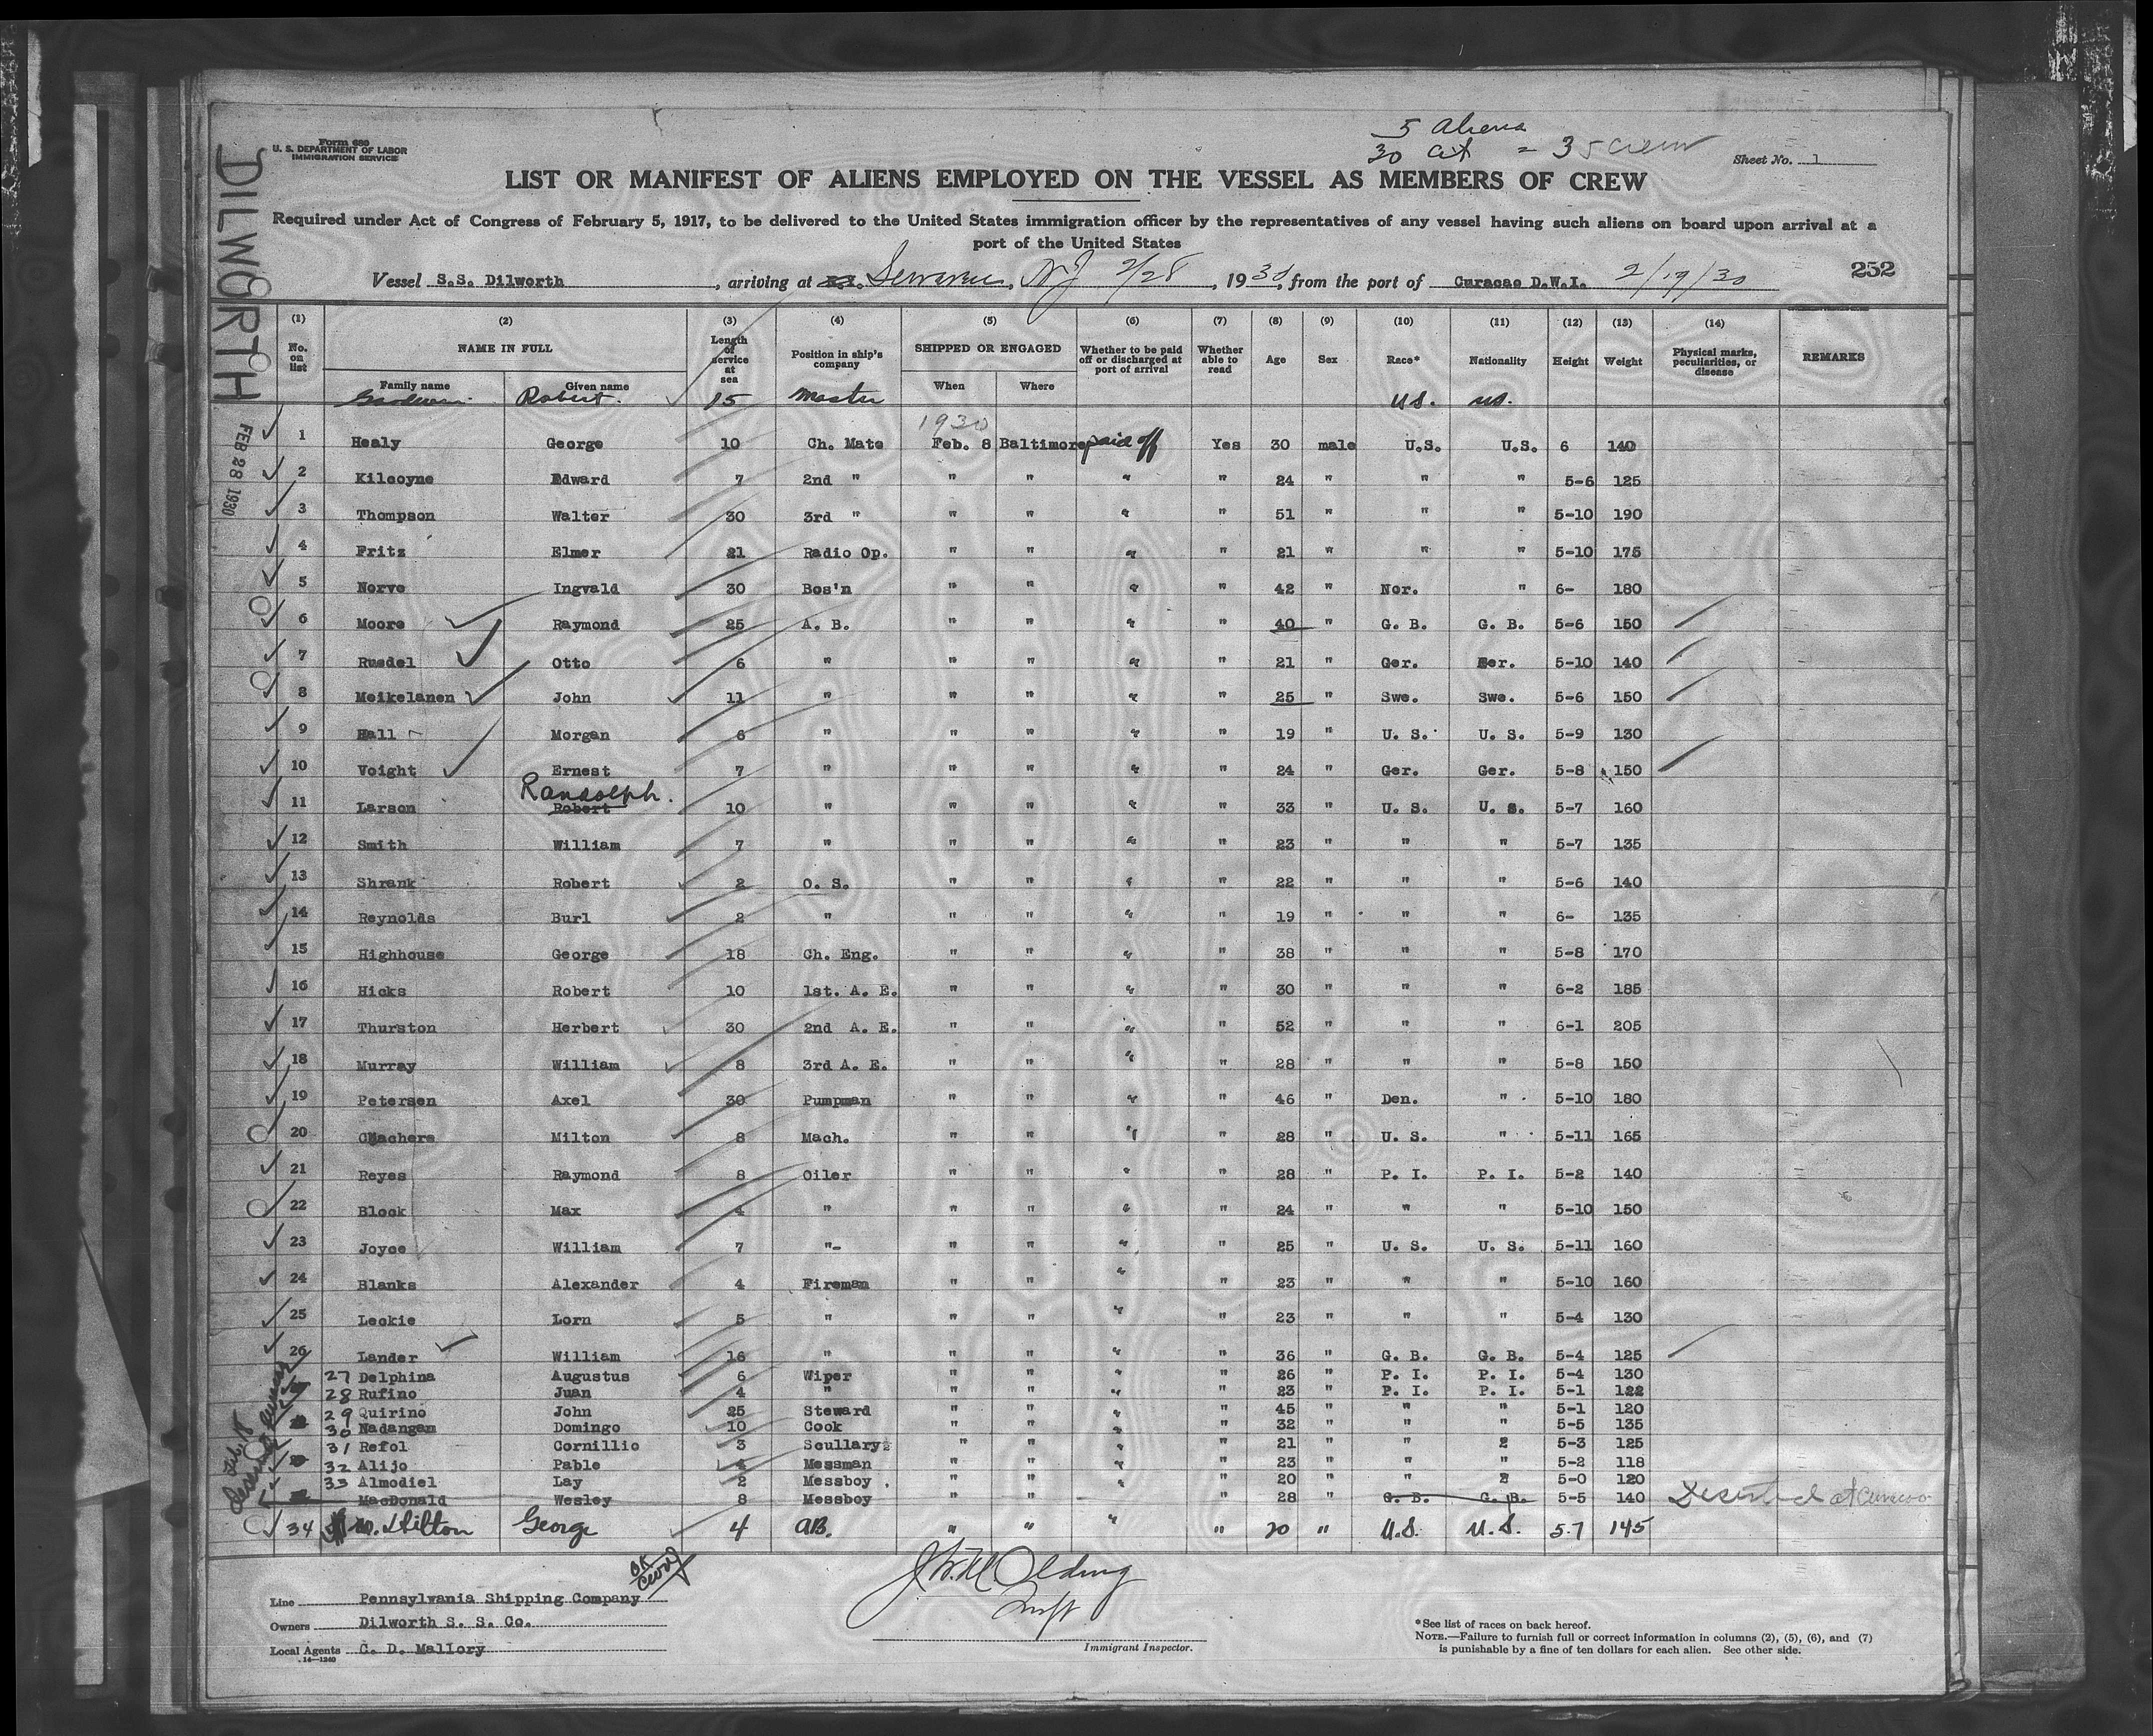 5 Aliens
30 Cit = 35 Crew
Form 680
U. S. DEPARTMENT OF LABOR
IMMIGRATION SERVICE
Sheet No. 1
LIST OR MANIFEST OF ALIENS EMPLOYED ON THE VESSEL AS MEMBERS OF CREW
Required under Act of Congress of February 5, 1917, to be delivered to the United States immigration officer by the representatives of any vessel having such aliens on board upon arrival at a
port of the United States
DILWORTH
FEB 28 1930
252
Vessel S.S. Dilworth, arriving at NJ 2/28, 1930, from the port of Curacao D.W.I. 2/19/30
(1) (2) (3) (4) (5) (6) (7) (8) (9) (10) (11) (12) (13) (14)
No. on list NAME IN FULL Family name Given name Length of service at sea Position in ship's company SHIPPED OR ENGAGED When Where Whether to be paid off or discharged at port of arrival Whether able to read Age Sex Race* Nationality Height Weight Physical marks, peculiarities, or disease REMARKS
Robert 15 Master U.S. U.S.
1930
1 Healy George 10 Ch. Mate Feb. 8 Baltimore paid off Yes 30 male U.S. U.S. 6 140
2 Kilcoyne Edward 7 2nd " " " " " 24 " " " 5-6 125
3 Thompson Walter 30 3rd " " " " " 51 " " " 5-10 190
4 Fritz Elmer 21 Radio Op. " " " " 21 " " " 5-10 175
5 Norvo Ingvald 30 Bos'n " " " " 42 " Nor. " 6- 180
6 Moore Raymond 25 A. B. " " " " 40 " G. B. G. B. 5-6 150
7 Ruedel Otto 6 " " " " " 21 " Ger. Ger. 5-10 140
8 Meikelanen John 11 " " " " " 25 " Swe. Swe. 5-6 150
9 Hall Morgan 6 " " " " " 19 " U. S. U. S. 5-9 130
10 Voight Ernest 7 " " " " " 24 " Ger. Ger. 5-8 150
Randolph.
11 Larson Robert 10 " " " " " 33 " U. S. U. S. 5-7 160
12 Smith William 7 " " " " " 23 " " " 5-7 135
13 Shrank Robert 2 O. S. " " " " 22 " " " 5-6 140
14 Reynolds Burl 2 " " " " " 19 " " " 6- 135
15 Highhouse George 18 Ch. Eng. " " " " 38 " " " 5-8 170
16 Hicks Robert 10 1st. A. E. " " " " 30 " " " 6-2 185
17 Thurston Herbert 30 2nd A. E. " " " " 52 " " " 6-1 205
18 Murray William 8 3rd A. E. " " " " 28 " " " 5-8 150
19 Petersen Axel 30 Pumpman " " " " 46 " Den. " 5-10 180
20 Milton 8 Mach. " " " " 28 " U. S. " 5-11 165
21 Reyes Raymond 8 Oiler " " " " 28 " P. I. P. I. 5-2 140
22 Block Max 4 " " " " " 24 " " " 5-10 150
23 Joyce William 7 "- " " " " 25 " U. S. U. S. 5-11 160
24 Blanks Alexander 4 Fireman " " " " 23 " " " 5-10 160
25 Leckie Lorn 5 " " " " " 23 " " " 5-4 130
26 Lander William 16 " " " " " 36 " G. B. G. B. 5-4 125
27 Delphina Augustus 6 Wiper " " " " 26 " P. I. P. I. 5-4 130
28 Rufino Juan 4 " " " " " 23 " P. I. P. I. 5-1 122
29 Quirino John 25 Steward " " " " 45 " " " 5-1 120
30 Nadangam Domingo 10 Cook " " " " 32 " " " 5-5 135
31 Refol Cornillio 3 Scullary " " " " 21 " " " 5-3 125
32 Alijo Pable 4 Messman " " " " 23 " " " 5-2 118
33 Almodiel Lay 2 Messboy " " " " 20 " " " 5-0 120
MacDonald Wesley 8 Messboy " " " 28 " G. B. G. B. 5-5 140 Deserted at Curacao
34 Hilton George 4 AB. " " " " 20 " U.S. U.S. 5-7 145
Line Pennsylvania Shipping Company
Owners Dilworth S. S. Co.
Local Agents C. D. Mallory
14—1240
Immigrant Inspector.
*See list of races on back hereof.
NOTE.—Failure to furnish full or correct information in columns (2), (5), (6), and (7)
is punishable by a fine of ten dollars for each alien. See other side.